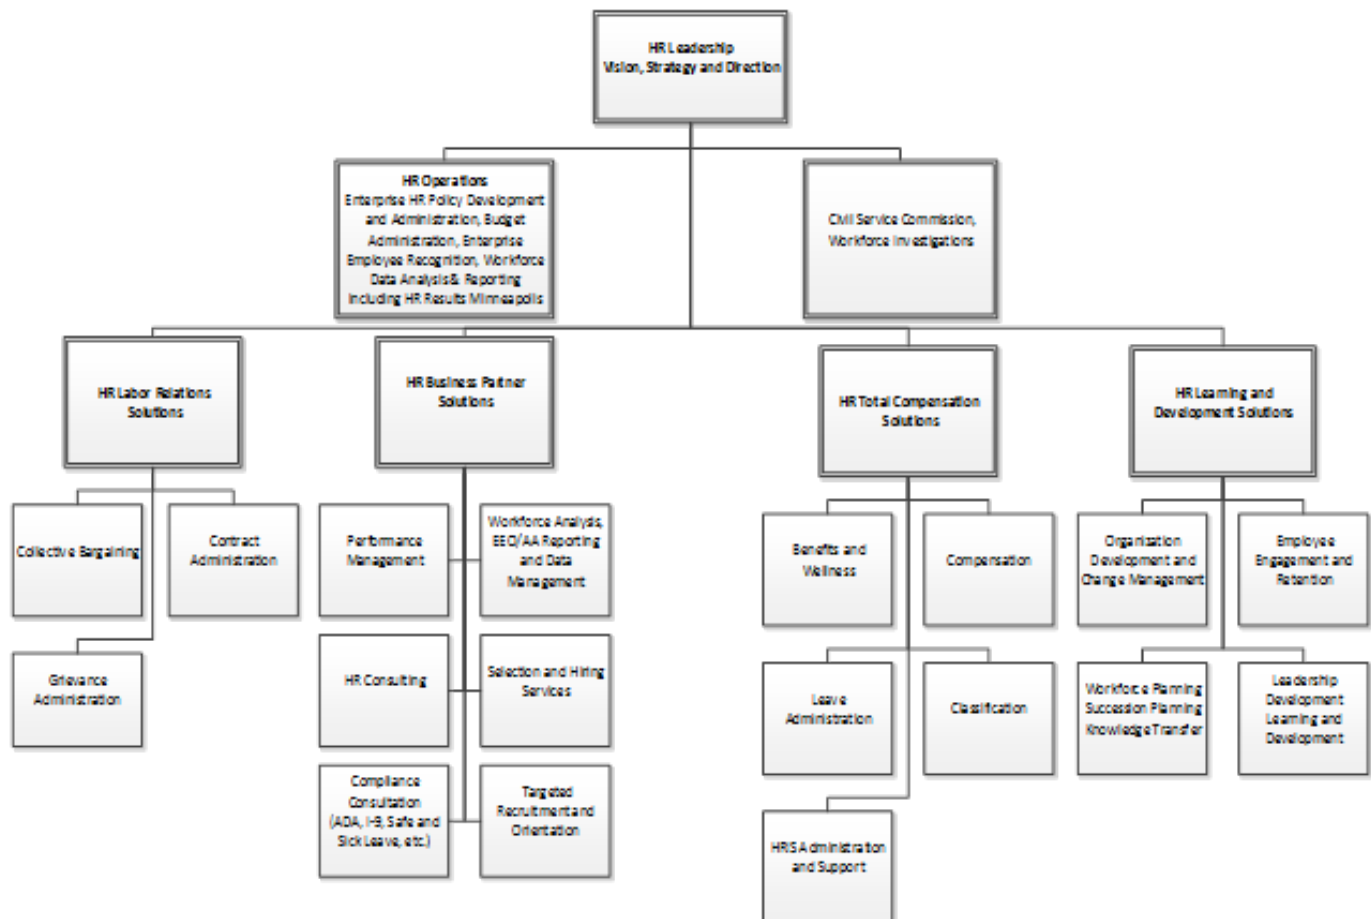 HR Leadership
Vision, Strategy and Direction
HR Operations
Enterprise HR Policy Development
and Administration, Budget
Administration, Enterprise
Employee Recognition, Workforce
Data Analysis & Reporting
including HR Results Minneapolis
Civil Service Commission,
Workforce Investigations
HR Labor Relations
Solutions
HR Business Partner
Solutions
HR Total Compensation
Solutions
HR Learning and
Development Solutions
Collective Bargaining
Contract
Administration
Grievance
Administration
Performance
Management
Workforce Analysis,
EEO/AA Reporting
and Data
Management
HR Consulting
Selection and Hiring
Services
Compliance
Consultation
(ADA, I-9, Safe and
Sick Leave, etc.)
Targeted
Recruitment and
Orientation
Benefits and
Wellness
Compensation
Leave
Administration
Classification
HRIS Administration
and Support
Organization
Development and
Change Management
Employee
Engagement and
Retention
Workforce Planning
Succession Planning
Knowledge Transfer
Leadership
Development
Learning and
Development